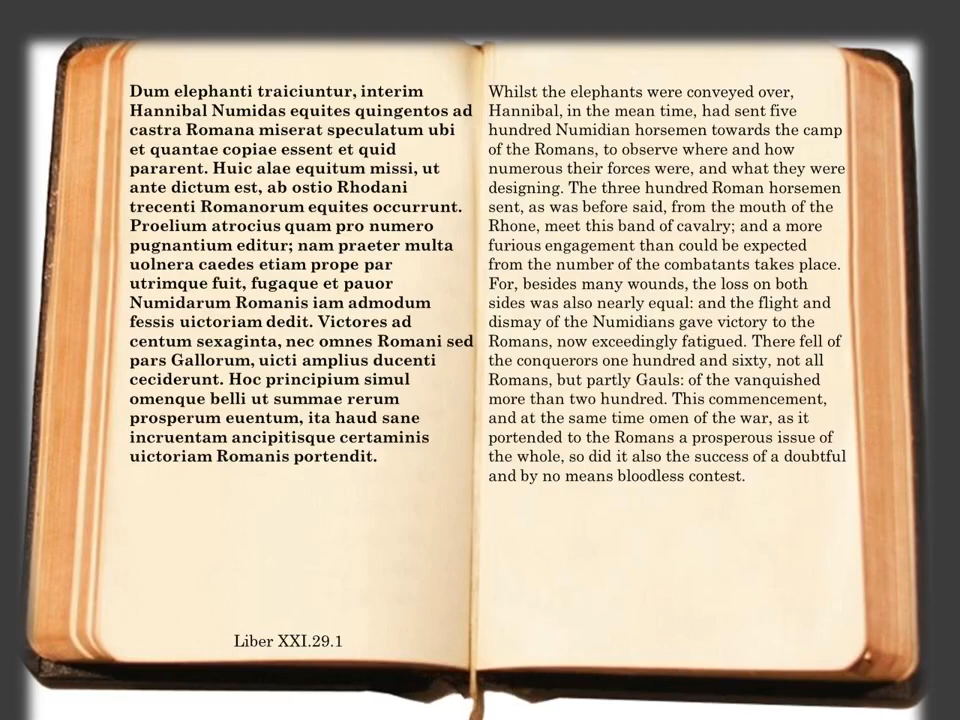 Dum elephanti traiciuntur, interim
Hannibal Numidas equites quingentos ad
castra Romana miserat speculatum ubi
et quantae copiae essent et quid
pararent. Huic alae equitum missi, ut
ante dictum est, ab ostio Rhodani
trecenti Romanorum equites occurrunt.
Proelium atrocius quam pro numero
pugnantium editur; nam praeter multa
uolnera caedes etiam prope par
utrimque fuit, fugaque et pauor
Numidarum Romanis iam admodum
fessis uictoriam dedit. Victores ad
centum sexaginta, nec omnes Romani sed
pars Gallorum, uicti amplius ducenti
ceciderunt. Hoc principium simul
omenque belli ut summae rerum
prosperum euentum, ita haud sane
incruentam ancipitisque certaminis
uictoriam Romanis portendit.
Liber XXI.29.1
Whilst the elephants were conveyed over,
Hannibal, in the mean time, had sent five
hundred Numidian horsemen towards the camp
of the Romans, to observe where and how
numerous their forces were, and what they were
designing. The three hundred Roman horsemen
sent, as was before said, from the mouth of the
Rhone, meet this band of cavalry; and a more
furious engagement than could be expected
from the number of the combatants takes place.
For, besides many wounds, the loss on both
sides was also nearly equal: and the flight and
dismay of the Numidians gave victory to the
Romans, now exceedingly fatigued. There fell of
the conquerors one hundred and sixty, not all
Romans, but partly Gauls: of the vanquished
more than two hundred. This commencement,
and at the same time omen of the war, as it
portended to the Romans a prosperous issue of
the whole, so did it also the success of a doubtful
and by no means bloodless contest.